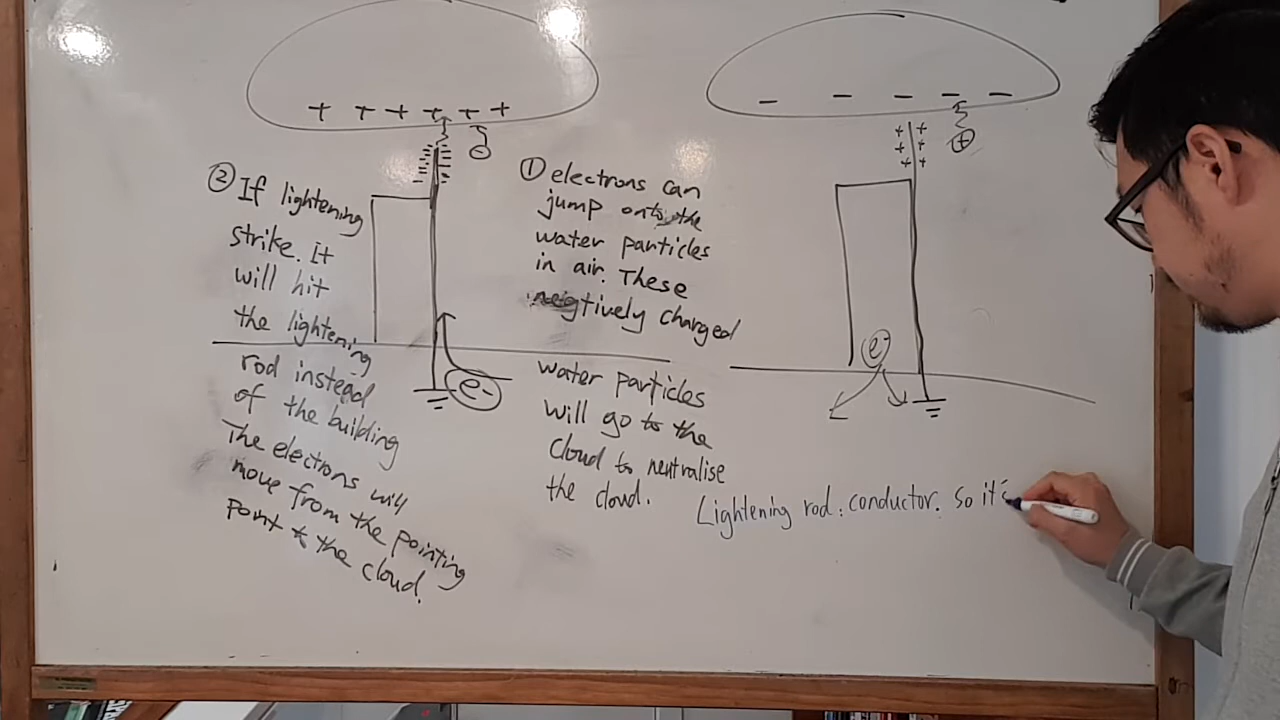 + + + + + +
- - - - -
② If lightening
strike. It
will hit
the lightening
rod instead
of the building
The electrons will
move from the pointing
point to the cloud.
① electrons can
jump onto the
water particles
in air. These
negtively charged
water particles
will go to the
cloud to neutralise
the cloud.
-
e-
+ +
+ +
+ +
+
e-
Lightening rod: conductor. So it's